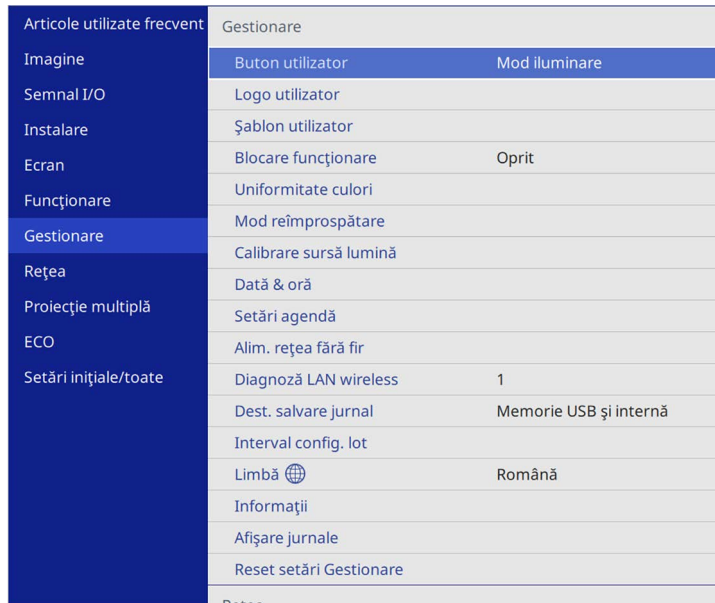 Articole utilizate frecvent
Imagine
Semnal I/O
Instalare
Ecran
Funcţionare
Gestionare
Reţea
Proiecţie multiplă
ECO
Setări iniţiale/toate
Gestionare
Buton utilizator Mod iluminare
Logo utilizator
Şablon utilizator
Blocare funcţionare Oprit
Uniformitate culori
Mod reîmprospătare
Calibrare sursă lumină
Dată & oră
Setări agendă
Alim. reţea fără fir
Diagnoză LAN wireless 1
Dest. salvare jurnal Memorie USB şi internă
Interval config. lot
Limbă Română
Informaţii
Afişare jurnale
Reset setări Gestionare